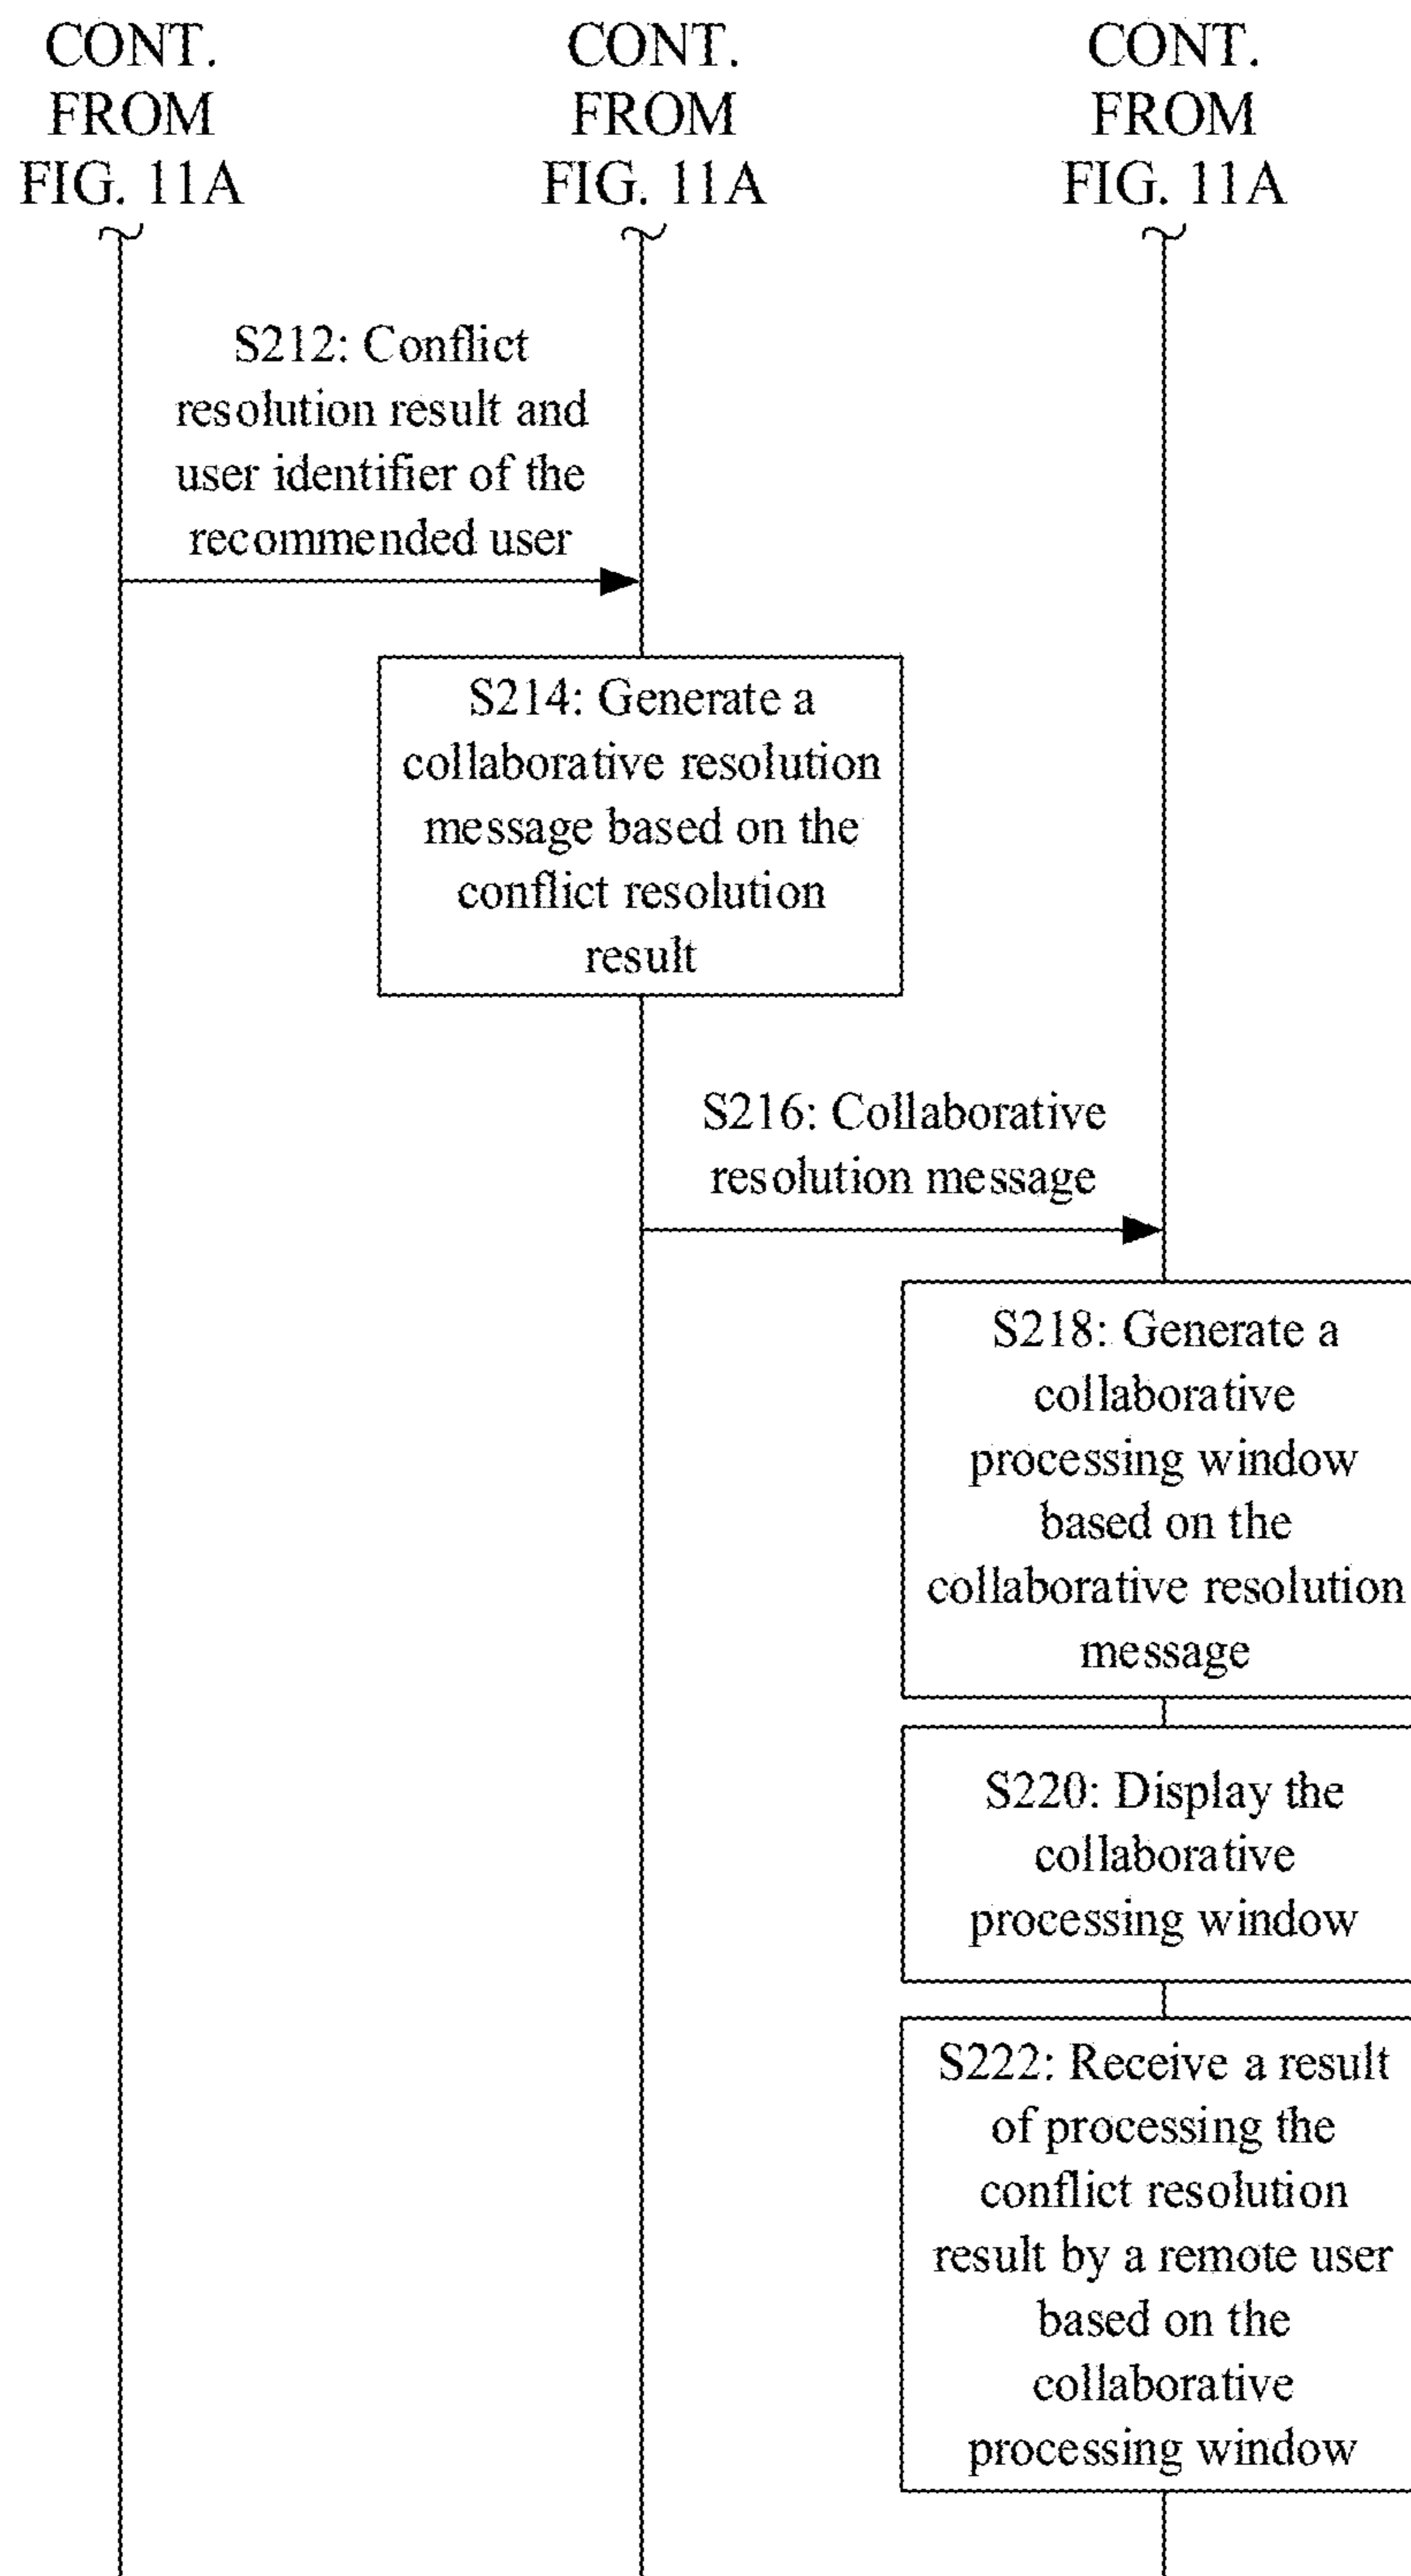 CONT.
FROM
FIG. 11A
CONT.
FROM
FIG. 11A
CONT.
FROM
FIG. 11A
S212: Conflict
resolution result and
user identifier of the
recommended user
S214: Generate a
collaborative resolution
message based on the
conflict resolution
result
S216: Collaborative
resolution message
S218: Generate a
collaborative
processing window
based on the
collaborative resolution
message
S220: Display the
collaborative
processing window
S222: Receive a result
of processing the
conflict resolution
result by a remote user
based on the
collaborative
processing window